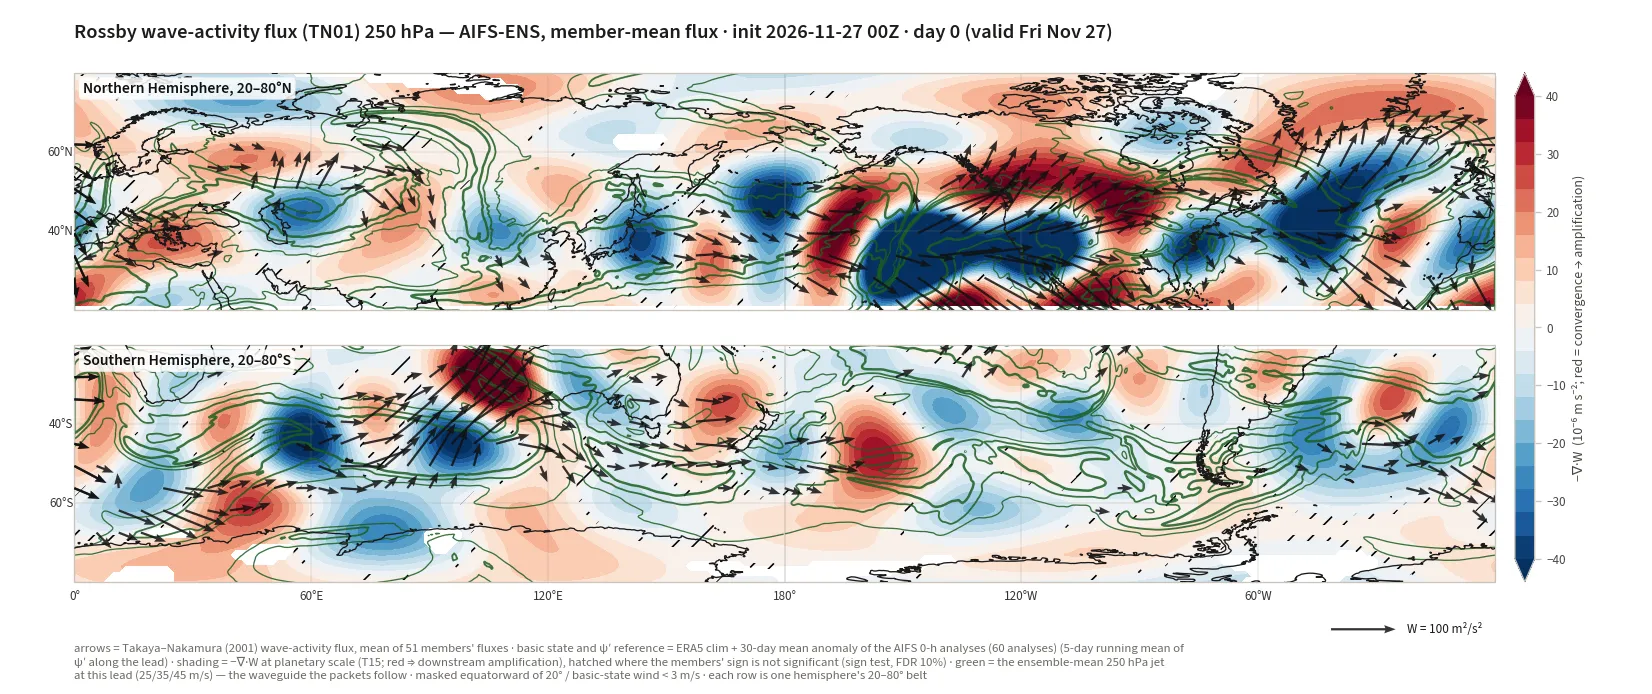 Rossby wave-activity flux (TN01) 250 hPa — AIFS-ENS, member-mean flux · init 2026-11-27 00Z · day 0 (valid Fri Nov 27)
Northern Hemisphere, 20–80°N
60°N
40°N
Southern Hemisphere, 20–80°S
40°S
60°S
0°
60°E
120°E
180°
120°W
60°W
40
30
20
10
0
−10
−20
−30
−40
−∇·W (10⁻⁶ m s⁻²; red = convergence → amplification)
W = 100 m²/s²
arrows = Takaya–Nakamura (2001) wave-activity flux, mean of 51 members' fluxes · basic state and ψ' reference = ERA5 clim + 30-day mean anomaly of the AIFS 0-h analyses (60 analyses) (5-day running mean of
ψ' along the lead) · shading = −∇·W at planetary scale (T15; red ⇒ downstream amplification), hatched where the members' sign is not significant (sign test, FDR 10%) · green = the ensemble-mean 250 hPa jet
at this lead (25/35/45 m/s) — the waveguide the packets follow · masked equatorward of 20° / basic-state wind < 3 m/s · each row is one hemisphere's 20–80° belt